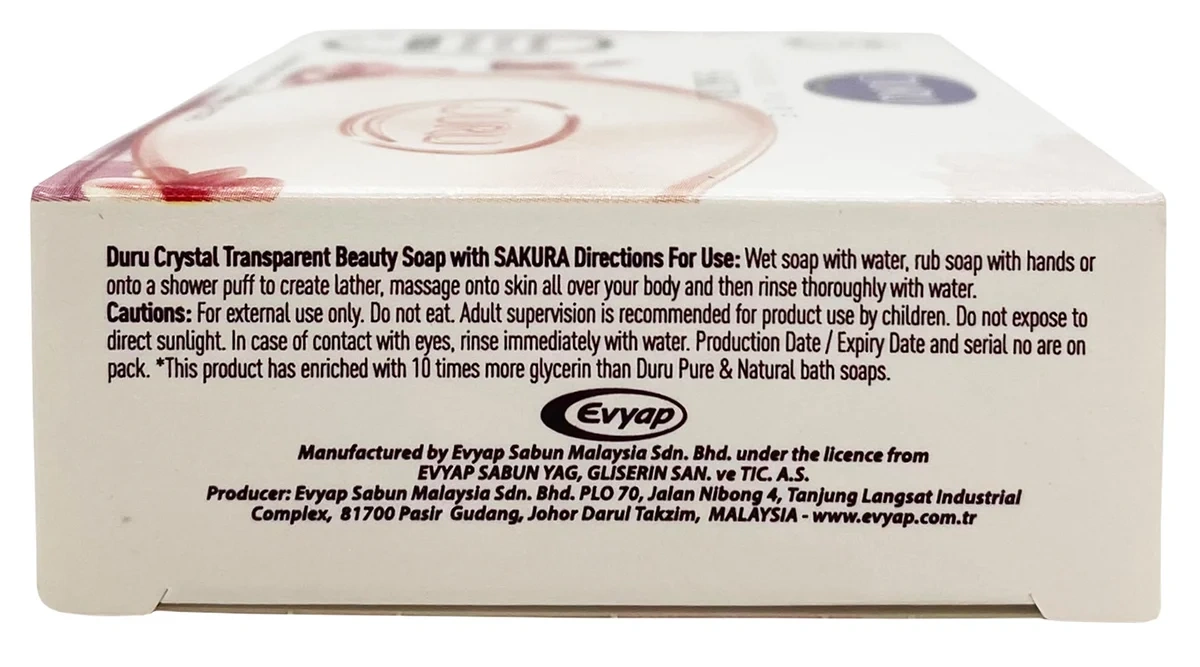 DURU
Duru
Duru Crystal Transparent Beauty Soap with SAKURA Directions For Use: Wet soap with water, rub soap with hands or
onto a shower puff to create lather, massage onto skin all over your body and then rinse thoroughly with water.
Cautions: For external use only. Do not eat. Adult supervision is recommended for product use by children. Do not expose to
direct sunlight. In case of contact with eyes, rinse immediately with water. Production Date / Expiry Date and serial no are on
pack. *This product has enriched with 10 times more glycerin than Duru Pure & Natural bath soaps.
Evyap
Manufactured by Evyap Sabun Malaysia Sdn. Bhd. under the licence from
EVYAP SABUN YAG, GLISERIN SAN. ve TIC. A.S.
Producer: Evyap Sabun Malaysia Sdn. Bhd. PLO 70, Jalan Nibong 4, Tanjung Langsat Industrial
Complex, 81700 Pasir Gudang, Johor Darul Takzim, MALAYSIA - www.evyap.com.tr